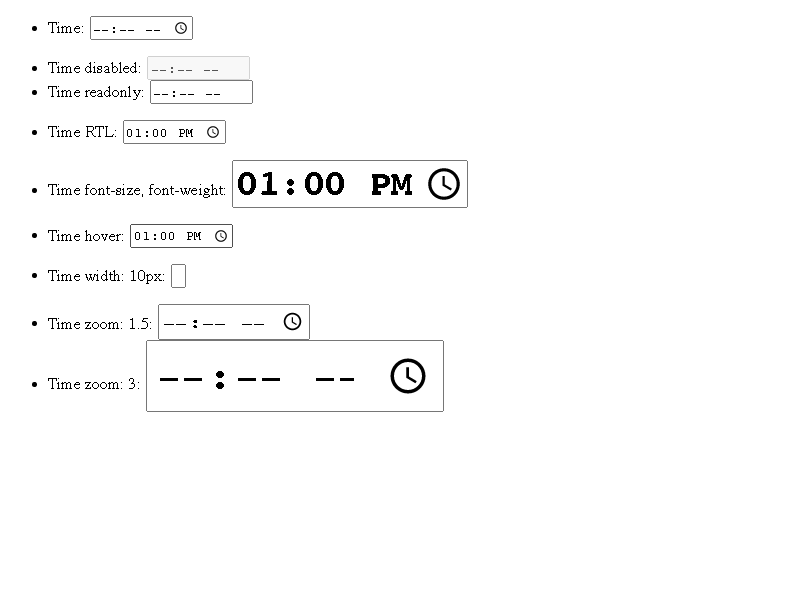 Time: --:-- --
Time disabled: --:-- --
Time readonly: --:-- --
Time RTL: 01:00 PM
Time font-size, font-weight: 01:00 PM
Time hover: 01:00 PM
Time width: 10px:
Time zoom: 1.5: --:-- --
Time zoom: 3: --:-- --